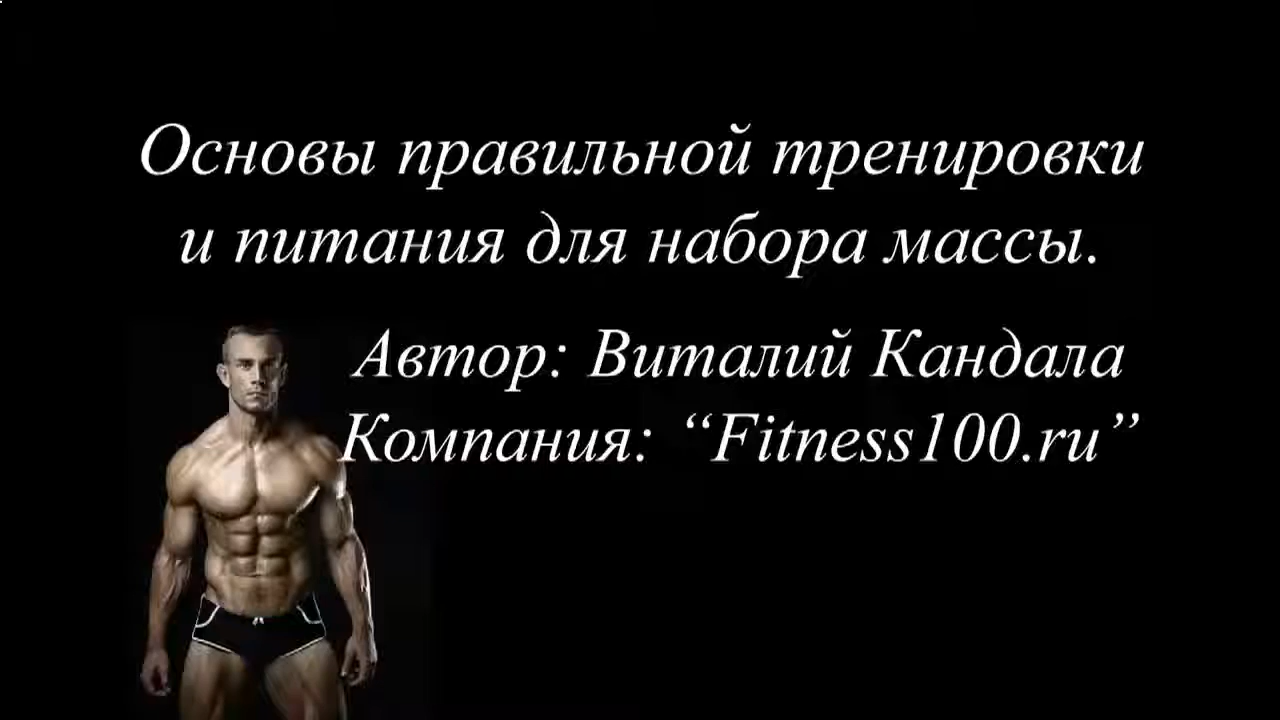 Основы правильной тренировки
и питания для набора массы.
Автор: Виталий Кандала
Компания: “Fitness100.ru”